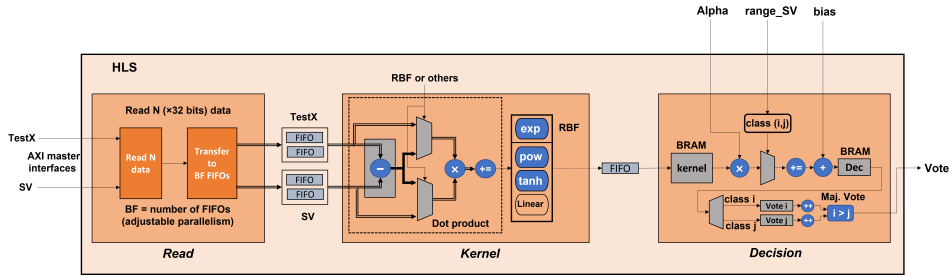 Alpha
range_SV
bias
HLS
Read N (×32 bits) data
TestX
AXI master
interfaces
SV
Read N
data
Transfer
to
BF FIFOs
BF = number of FIFOs
(adjustable parallelism)
Read
TestX
FIFO
FIFO
FIFO
FIFO
SV
RBF or others
−
×
+=
Dot product
exp
RBF
pow
tanh
Linear
Kernel
FIFO
class (i,j)
BRAM
kernel
×
+=
+
BRAM
Dec
class i
Vote i
++
class j
Vote j
++
Maj. Vote
i > j
Decision
Vote